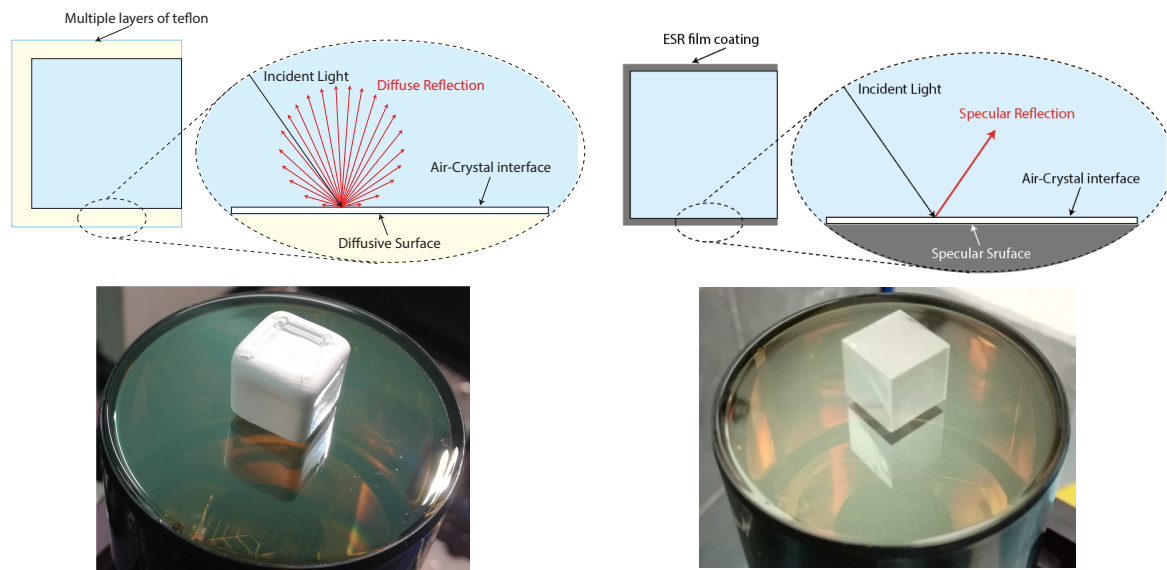 Multiple layers of teflon
Incident Light
Diffuse Reflection
Air-Crystal interface
Diffusive Surface
ESR film coating
Incident Light
Specular Reflection
Air-Crystal interface
Specular Sruface